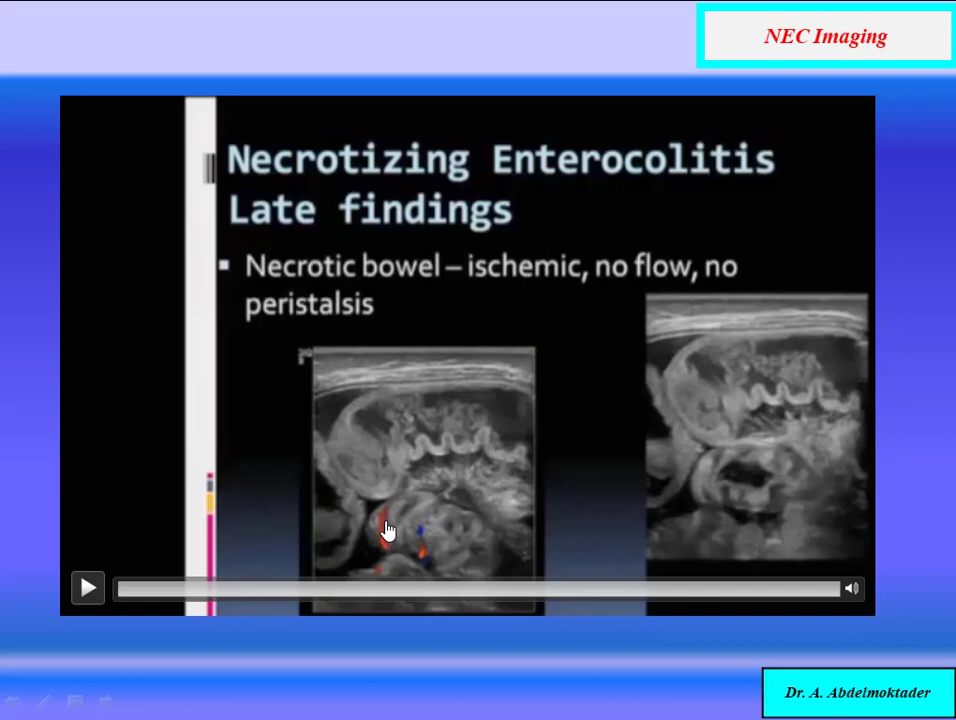 NEC Imaging
Necrotizing Enterocolitis
Late findings
Necrotic bowel – ischemic, no flow, no
peristalsis
Dr. A. Abdelmoktader